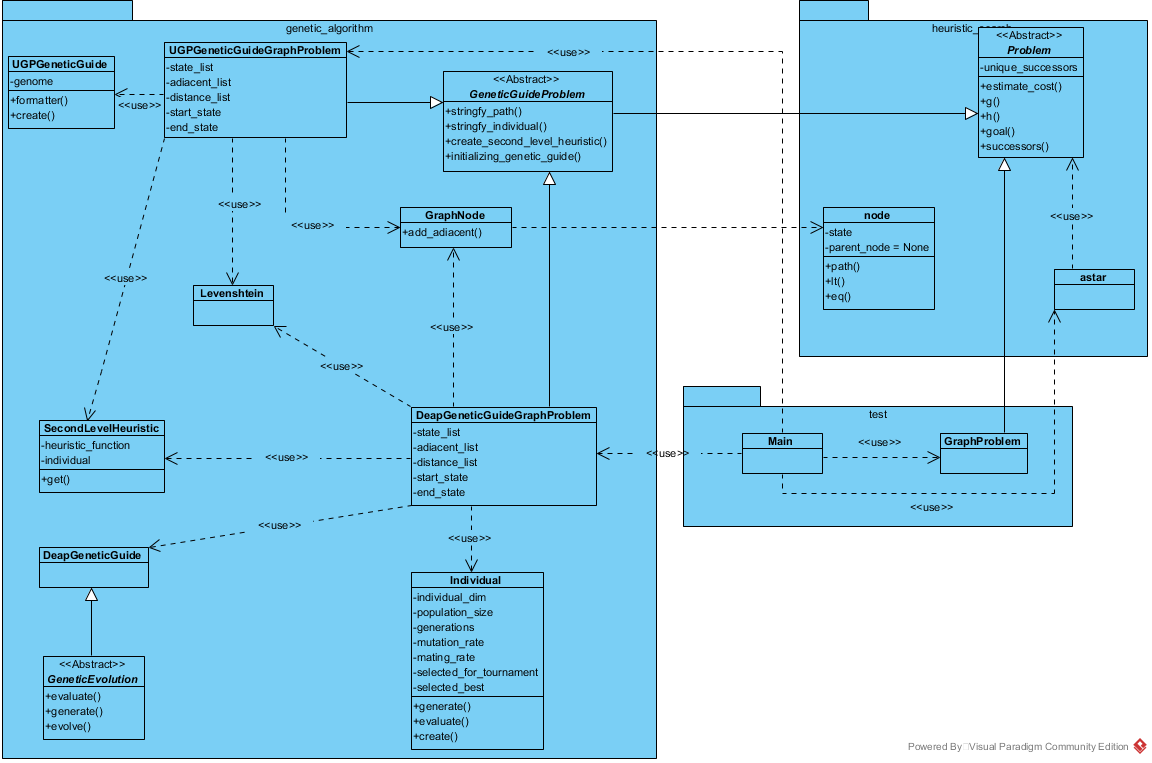 genetic_algorithm
UGPGeneticGuide
-genome
+formatter()
+create()
<<use>>
UGPGeneticGuideGraphProblem
-state_list
-adiacent_list
-distance_list
-start_state
-end_state
<<use>>
<<Abstract>>
GeneticGuideProblem
+stringfy_path()
+stringfy_individual()
+create_second_level_heuristic()
+initializing_genetic_guide()
<<use>>
<<use>>
GraphNode
+add_adiacent()
<<use>>
Levenshtein
<<use>>
<<use>>
SecondLevelHeuristic
-heuristic_function
-individual
+get()
<<use>>
DeapGeneticGuideGraphProblem
-state_list
-adiacent_list
-distance_list
-start_state
-end_state
<<use>>
<<use>>
DeapGeneticGuide
<<Abstract>>
GeneticEvolution
+evaluate()
+generate()
+evolve()
Individual
-individual_dim
-population_size
-generations
-mutation_rate
-mating_rate
-selected_for_tournament
-selected_best
+generate()
+evaluate()
+create()
<<Abstract>>
Problem
-unique_successors
+estimate_cost()
+g()
+h()
+goal()
+successors()
node
-state
-parent_node = None
+path()
+lt()
+eq()
<<use>>
astar
test
<<use>>
Main
<<use>>
GraphProblem
<<use>>
Powered By Visual Paradigm Community Edition